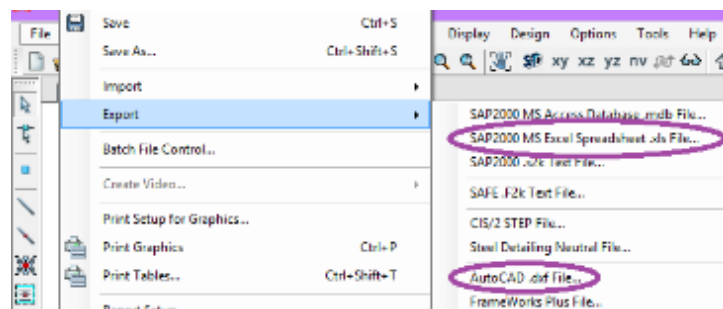 File
Save Ctrl+S
Save As... Ctrl+Shift+S
Import
Export
Batch File Control...
Create Video...
Print Setup for Graphics...
Print Graphics Ctrl+P
Print Tables... Ctrl+Shift+T
Display Design Options Tools Help
xy xz yz nv
SAP2000 MS Access Database .mdb File...
SAP2000 MS Excel Spreadsheet .xls File...
SAP2000 .s2k Text File...
SAFE .F2k Text File...
CIS/2 STEP File...
Steel Detailing Neutral File...
AutoCAD .dxf File...
FrameWorks Plus File...